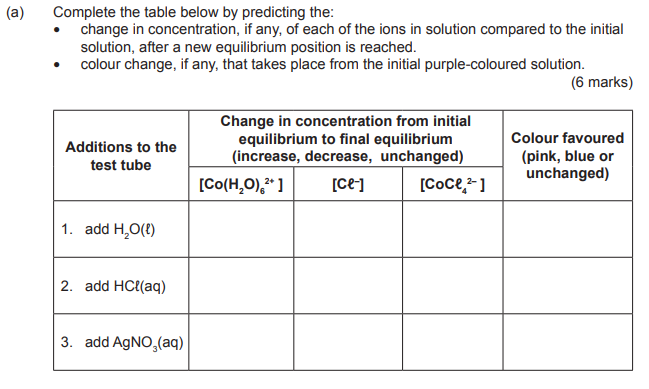 (a) Complete the table below by predicting the:
• change in concentration, if any, of each of the ions in solution compared to the initial
solution, after a new equilibrium position is reached.
• colour change, if any, that takes place from the initial purple-coloured solution.
(6 marks)
Additions to the
test tube
Change in concentration from initial
equilibrium to final equilibrium
(increase, decrease, unchanged)
Colour favoured
(pink, blue or
unchanged)
[Co(H₂O)₆²⁺ ]
[Cℓ⁻]
[CoCℓ₄²⁻ ]
1. add H₂O(ℓ)
2. add HCℓ(aq)
3. add AgNO₃(aq)